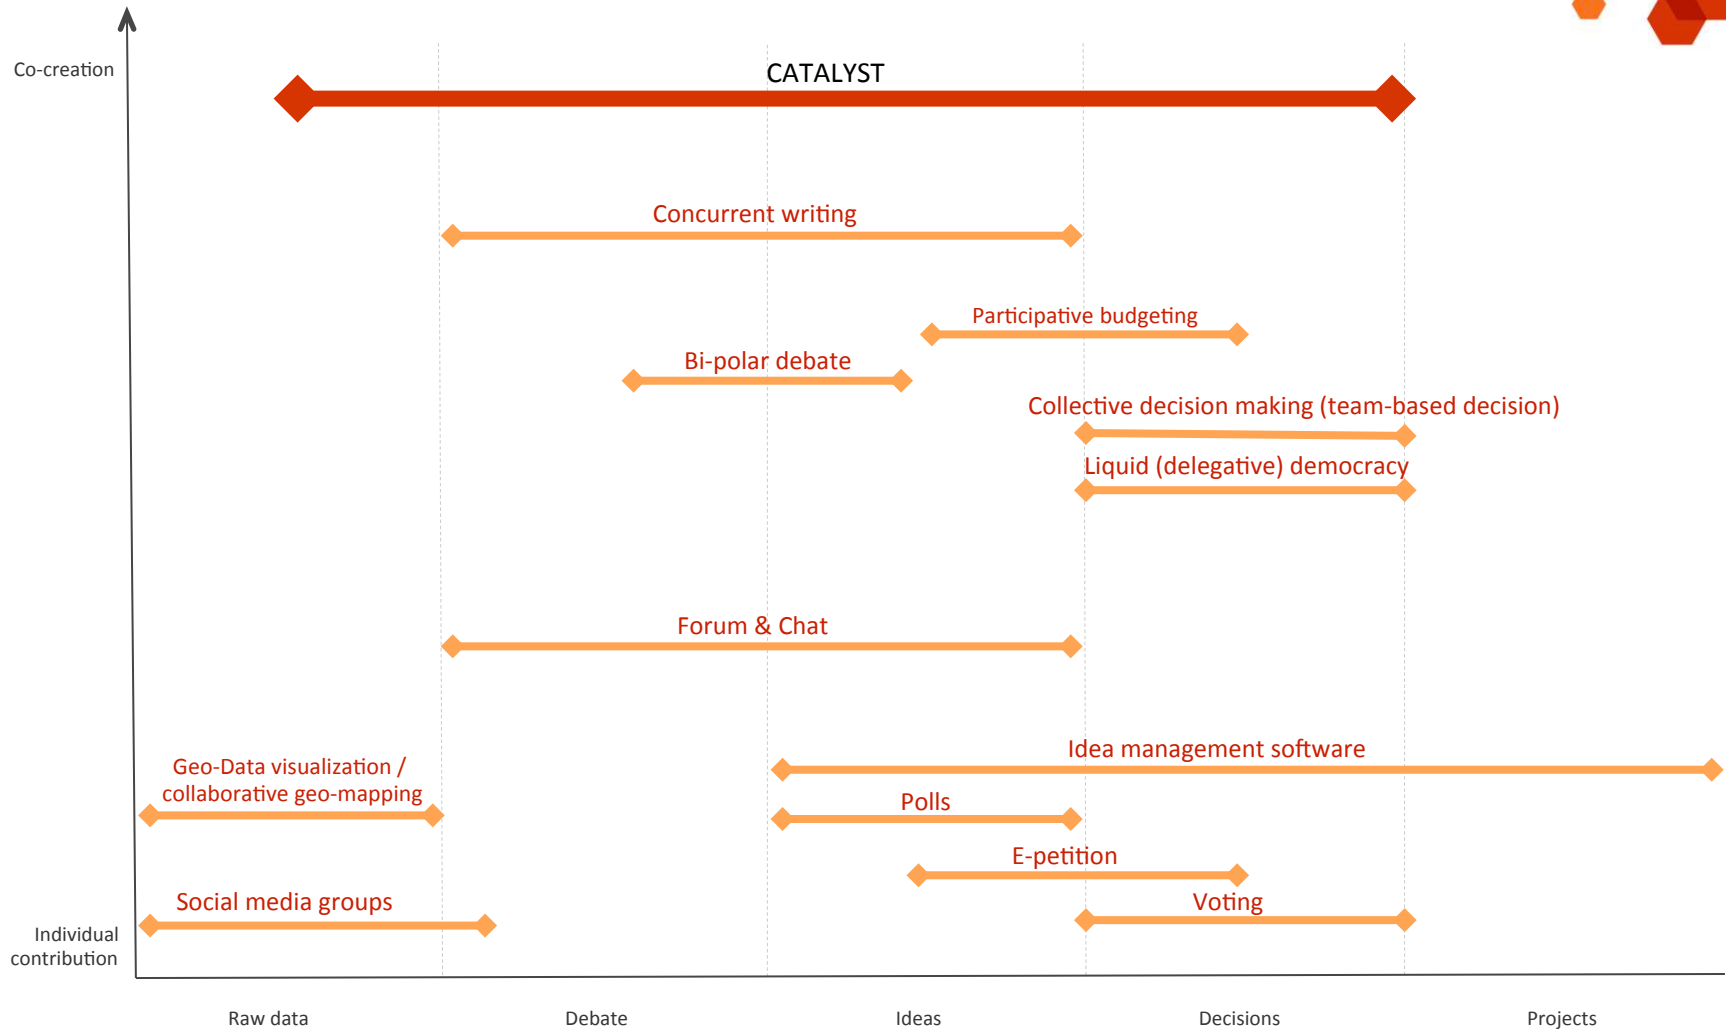 Co-creation
CATALYST
Concurrent writing
Participative budgeting
Bi-polar debate
Collective decision making (team-based decision)
Liquid (delegative) democracy
Forum & Chat
Idea management software
Geo-Data visualization /
collaborative geo-mapping
Polls
E-petition
Social media groups
Voting
Individual
contribution
Raw data
Debate
Ideas
Decisions
Projects